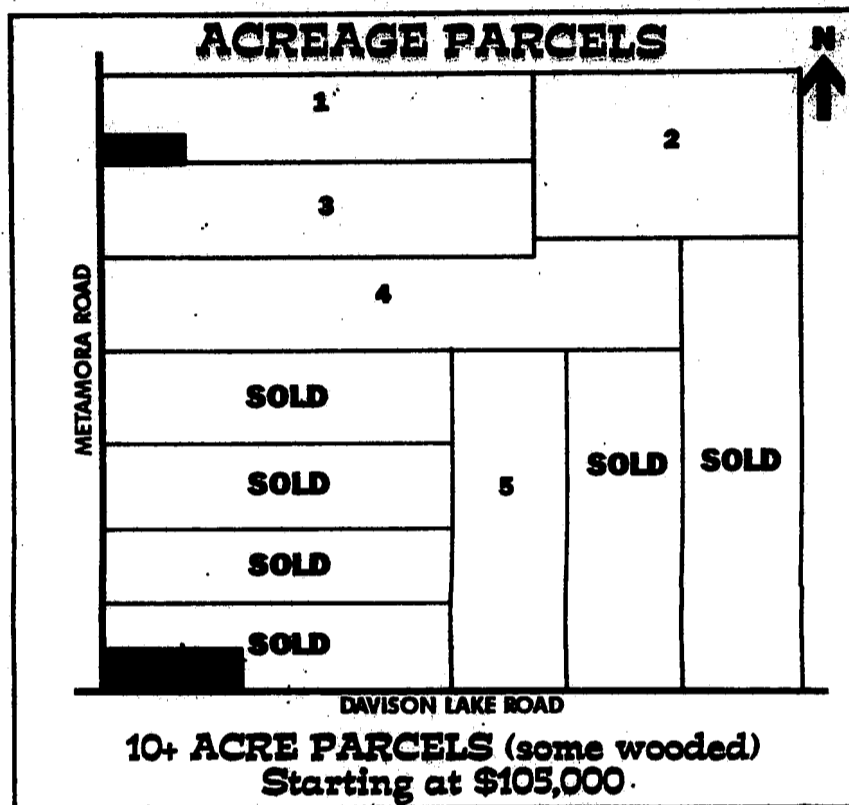 ACREAGE PARCELS
N
1
2
3
4
METAMORA ROAD
SOLD
SOLD
SOLD
SOLD
5
SOLD
SOLD
DAVISON LAKE ROAD
10+ ACRE PARCELS (some wooded)
Starting at $105,000